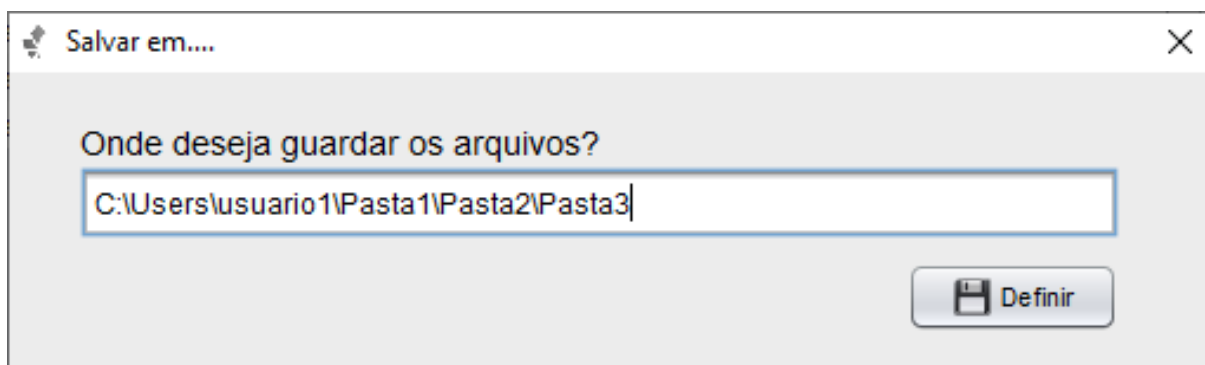 Salvar em....
Onde deseja guardar os arquivos?
C:\Users\usuario1\Pasta1\Pasta2\Pasta3
Definir